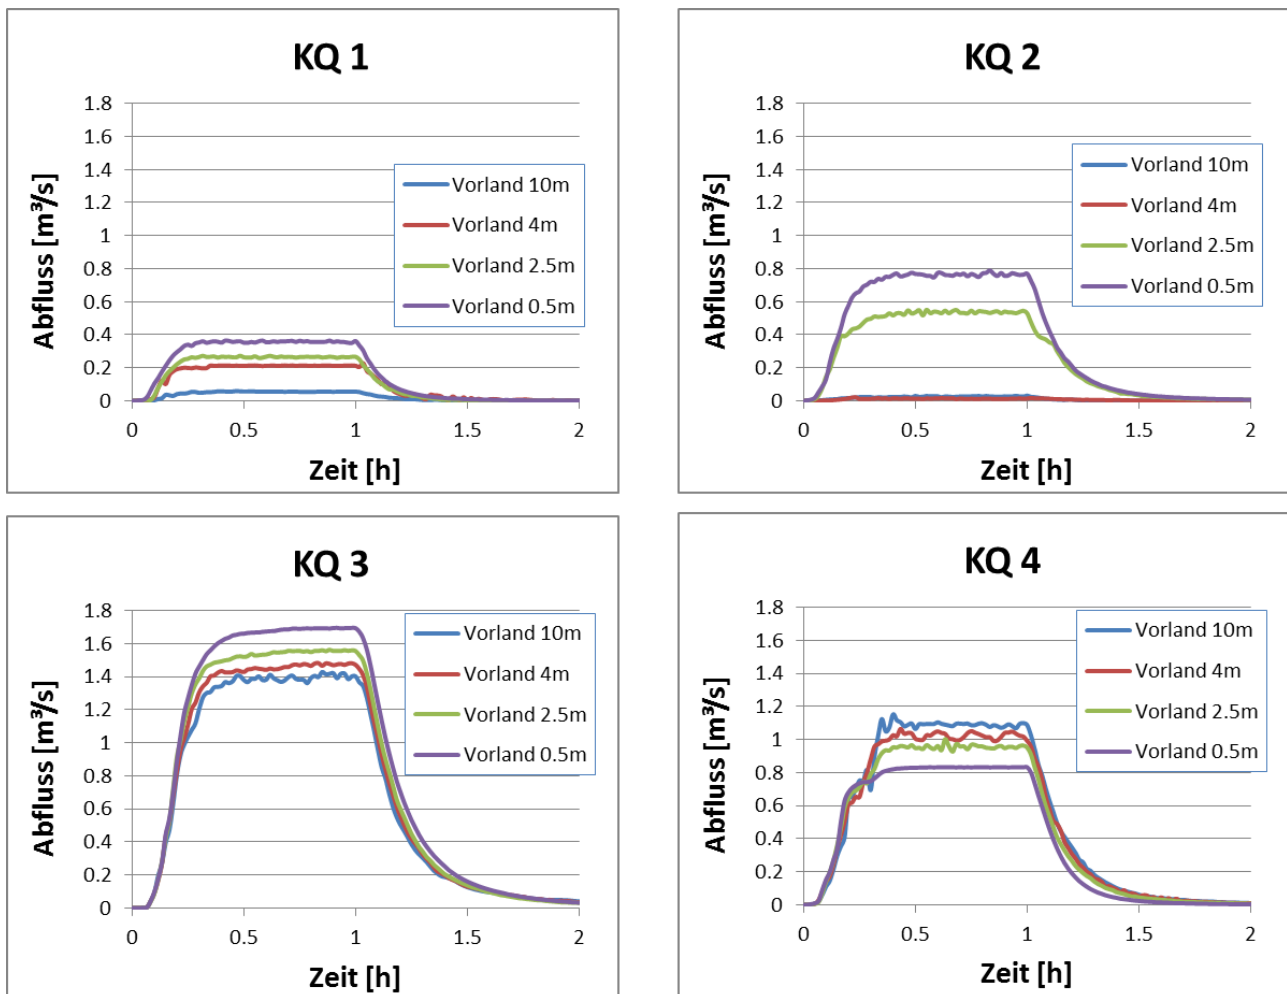 KQ 1
Abfluss [m³/s]
1.8
1.6
1.4
1.2
1
0.8
0.6
0.4
0.2
0
0 0.5 1 1.5 2
Zeit [h]
Vorland 10m
Vorland 4m
Vorland 2.5m
Vorland 0.5m
KQ 2
Abfluss [m³/s]
1.8
1.6
1.4
1.2
1
0.8
0.6
0.4
0.2
0
0 0.5 1 1.5 2
Zeit [h]
Vorland 10m
Vorland 4m
Vorland 2.5m
Vorland 0.5m
KQ 3
Abfluss [m³/s]
1.8
1.6
1.4
1.2
1
0.8
0.6
0.4
0.2
0
0 0.5 1 1.5 2
Zeit [h]
Vorland 10m
Vorland 4m
Vorland 2.5m
Vorland 0.5m
KQ 4
Abfluss [m³/s]
1.8
1.6
1.4
1.2
1
0.8
0.6
0.4
0.2
0
0 0.5 1 1.5 2
Zeit [h]
Vorland 10m
Vorland 4m
Vorland 2.5m
Vorland 0.5m